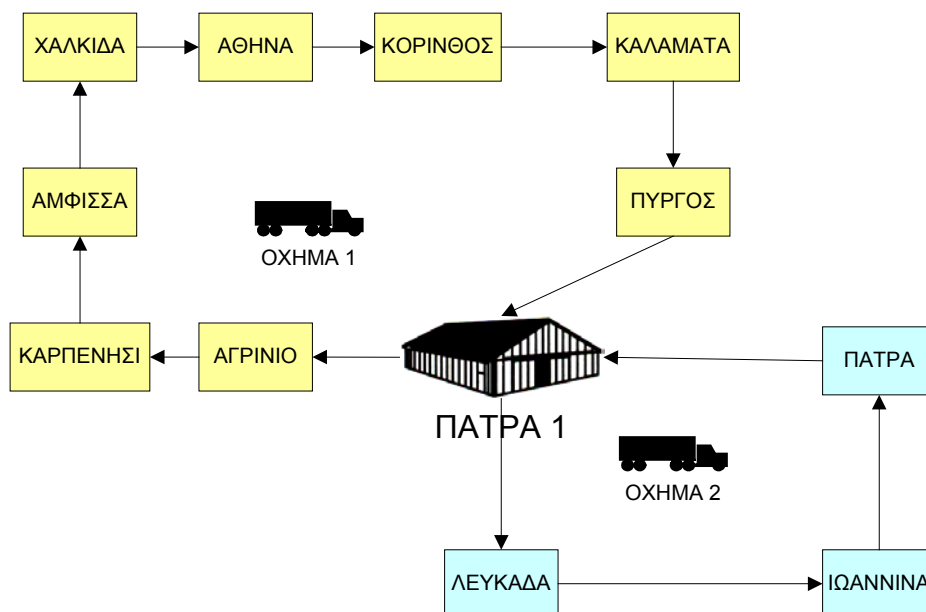 ΧΑΛΚΙΔΑ
ΑΘΗΝΑ
ΚΟΡΙΝΘΟΣ
ΚΑΛΑΜΑΤΑ
ΑΜΦΙΣΣΑ
ΠΥΡΓΟΣ
ΟΧΗΜΑ 1
ΚΑΡΠΕΝΗΣΙ
ΑΓΡΙΝΙΟ
ΠΑΤΡΑ
ΠΑΤΡΑ 1
ΟΧΗΜΑ 2
ΛΕΥΚΑΔΑ
ΙΩΑΝΝΙΝΑ